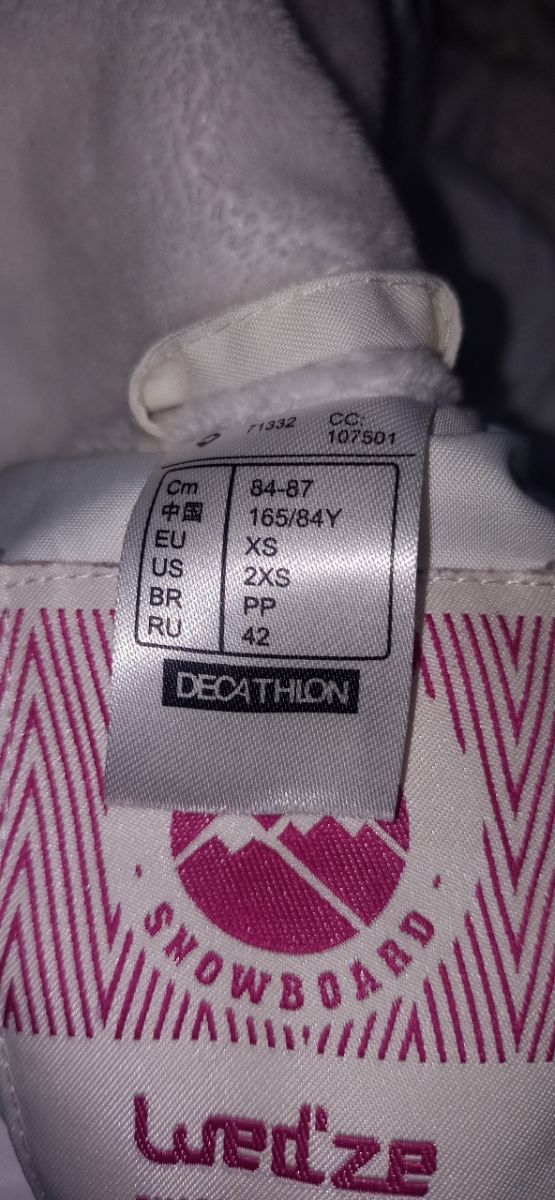 71332 CC:
107501
Cm 84-87
中国 165/84Y
EU XS
US 2XS
BR PP
RU 42
DECATHLON
SNOWBOARD
wed'ze